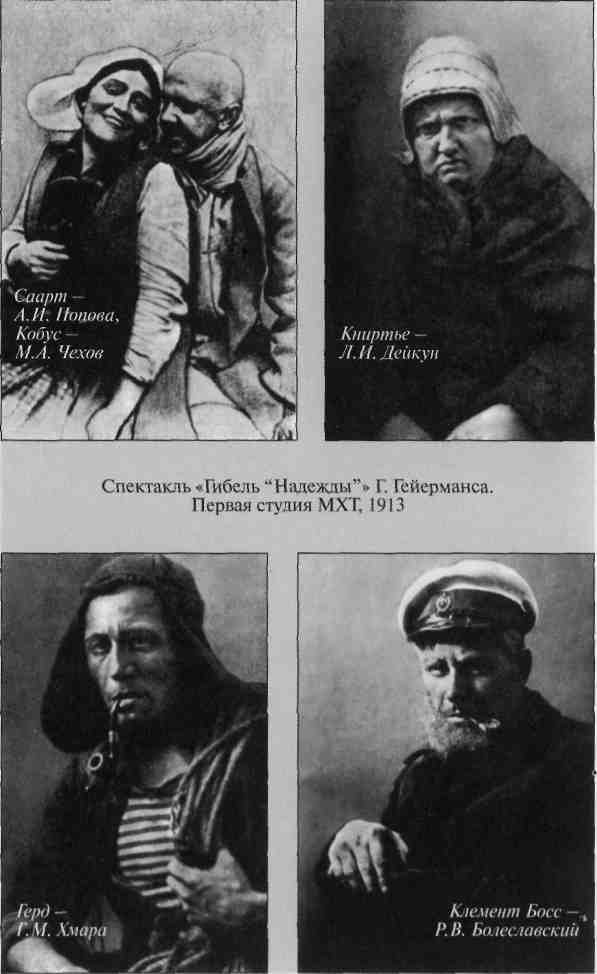 Саарт –
А.И. Попова,
Кобус –
М.А. Чехов
Книртье –
Л.И. Дейкун
Спектакль «Гибель “Надежды”» Г. Гейерманса.
Первая студия МХТ, 1913
Герд –
Г.М. Хмара
Клемент Босс –
Р.В. Болеславский